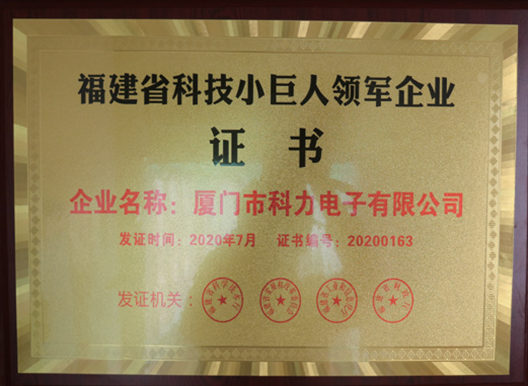 福建省科技小巨人领军企业
证书
企业名称：厦门市科力电子有限公司
发证时间：2020年7月 证书编号：20200163
发证机关：